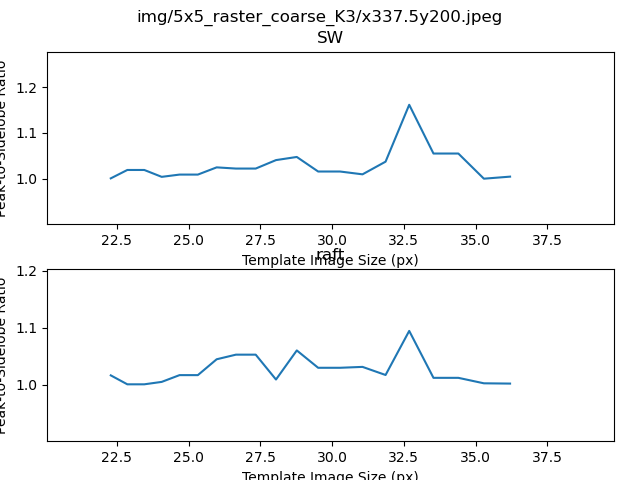 img/5x5_raster_coarse_K3/x337.5y200.jpeg
SW
Peak-to-Sidelobe Ratio
1.2
1.1
1.0
22.5 25.0 27.5 30.0 32.5 35.0 37.5
Template Image Size (px)
raft
Peak-to-Sidelobe Ratio
1.2
1.1
1.0
22.5 25.0 27.5 30.0 32.5 35.0 37.5
Template Image Size (px)